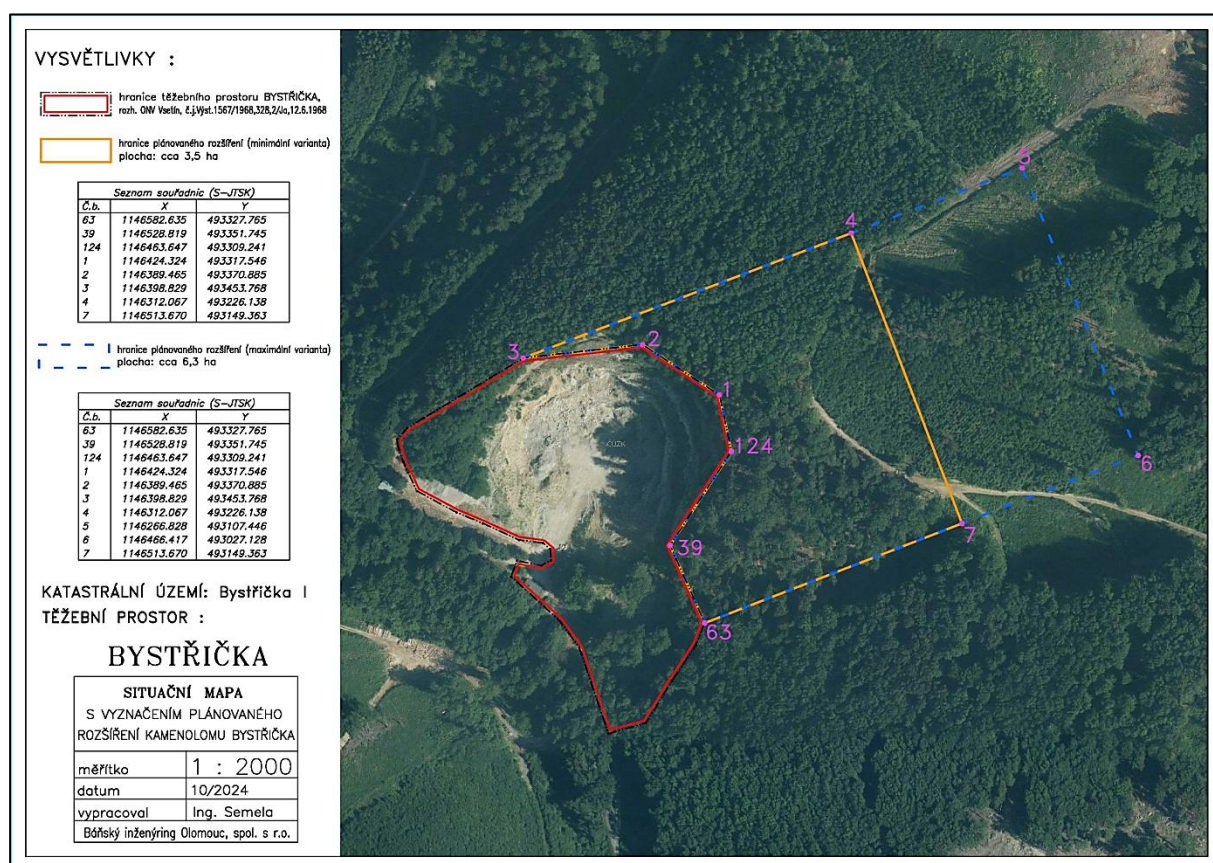 VYSVĚTLIVKY :
hranice těžebního prostoru BYSTŘIČKA,
rozh. ONV Vsetín, č.j.Výst.1567/1968,328,2/Ja,12.6.1968
hranice plánovaného rozšíření (minimální varianta)
plocha: cca 3,5 ha
Seznam souřadnic (S-JTSK)
Č.b. X Y
63 1146582.635 493327.765
39 1146528.819 493351.745
124 1146463.647 493309.241
1 1146424.324 493317.546
2 1146389.465 493370.885
3 1146398.829 493453.768
4 1146312.067 493226.138
7 1146513.670 493149.363
hranice plánovaného rozšíření (maximální varianta)
plocha: cca 6,3 ha
Seznam souřadnic (S-JTSK)
Č.b. X Y
63 1146582.635 493327.765
39 1146528.819 493351.745
124 1146463.647 493309.241
1 1146424.324 493317.546
2 1146389.465 493370.885
3 1146398.829 493453.768
4 1146312.067 493226.138
5 1146266.828 493107.446
6 1146466.417 493027.128
7 1146513.670 493149.363
KATASTRÁLNÍ ÚZEMÍ: Bystřička I
TĚŽEBNÍ PROSTOR :
BYSTŘIČKA
SITUAČNÍ MAPA
S VYZNAČENÍM PLÁNOVANÉHO
ROZŠÍŘENÍ KAMENOLOMU BYSTŘIČKA
měřítko 1 : 2000
datum 10/2024
vypracoval Ing. Semela
Báňský inženýring Olomouc, spol. s r.o.
5
4
2
3
1
124
ČÚZK
6
7
39
63